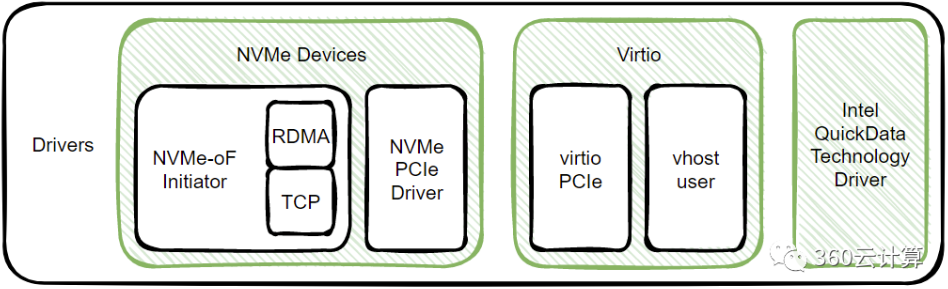 Drivers
NVMe Devices
NVMe-oF
Initiator
RDMA
TCP
NVMe
PCIe
Driver
Virtio
virtio
PCIe
vhost
user
Intel
QuickData
Technology
Driver
360云计算